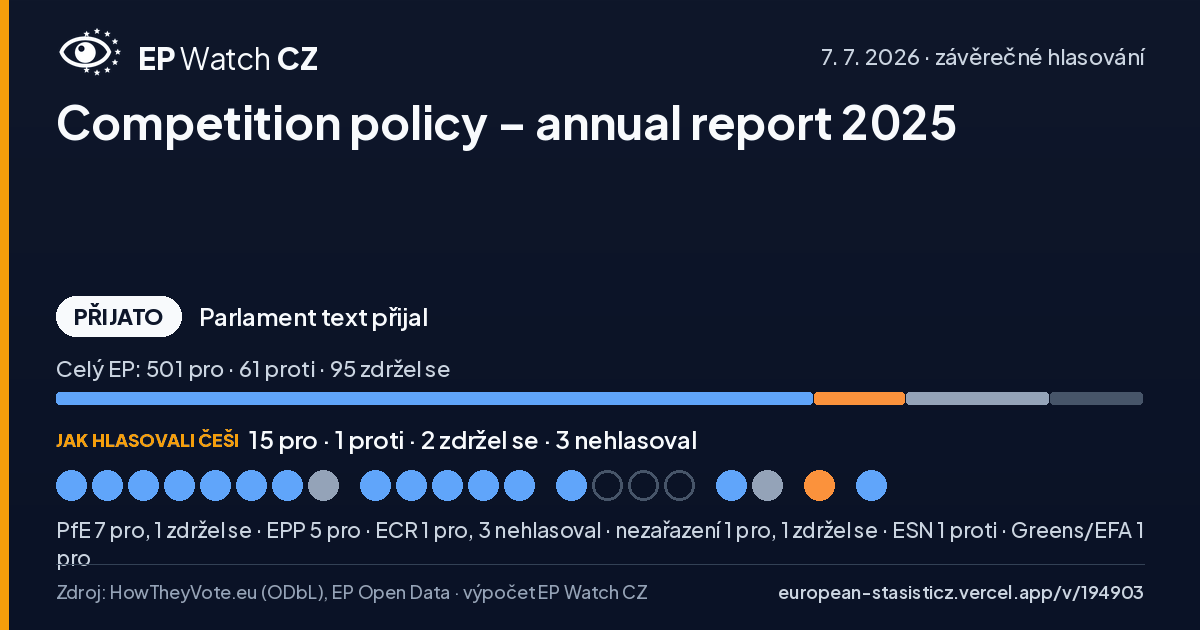 EP Watch CZ
7. 7. 2026 · závěrečné hlasování
Competition policy – annual report 2025
PŘIJATO Parlament text přijal
Celý EP: 501 pro · 61 proti · 95 zdržel se
JAK HLASOVALI ČEŠI 15 pro · 1 proti · 2 zdržel se · 3 nehlasoval
PfE 7 pro, 1 zdržel se · EPP 5 pro · ECR 1 pro, 3 nehlasoval · nezařazení 1 pro, 1 zdržel se · ESN 1 proti · Greens/EFA 1
pro
Zdroj: HowTheyVote.eu (ODbL), EP Open Data · výpočet EP Watch CZ
european-stasisticz.vercel.app/v/194903